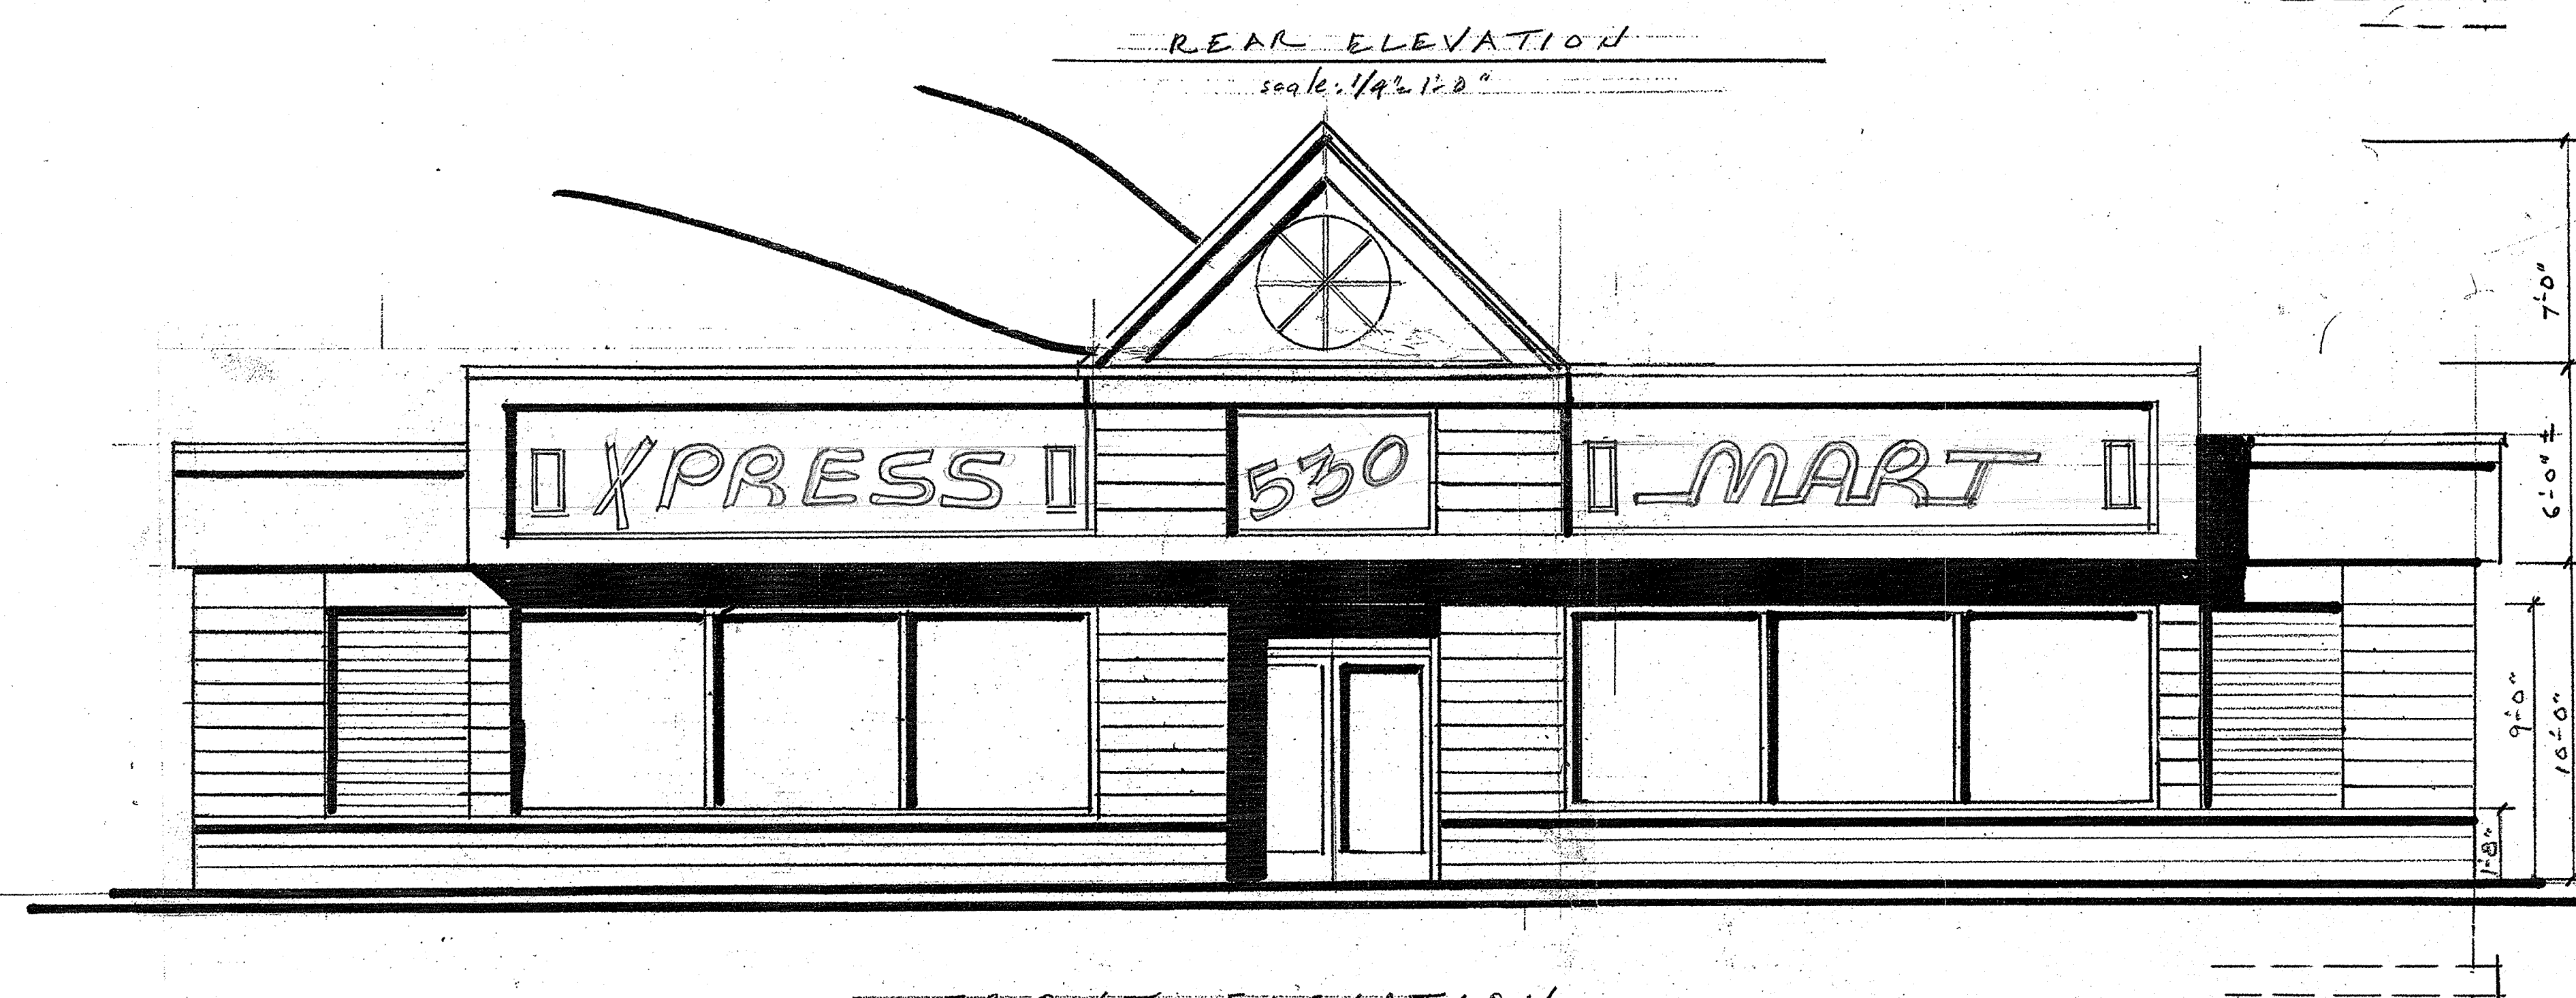 REAR ELEVATION
scale: 1/4" = 1'-0"
7'-0"
6'-0" ±
XPRESS 530 MART
9'-0"
10'-0"
1'-8"